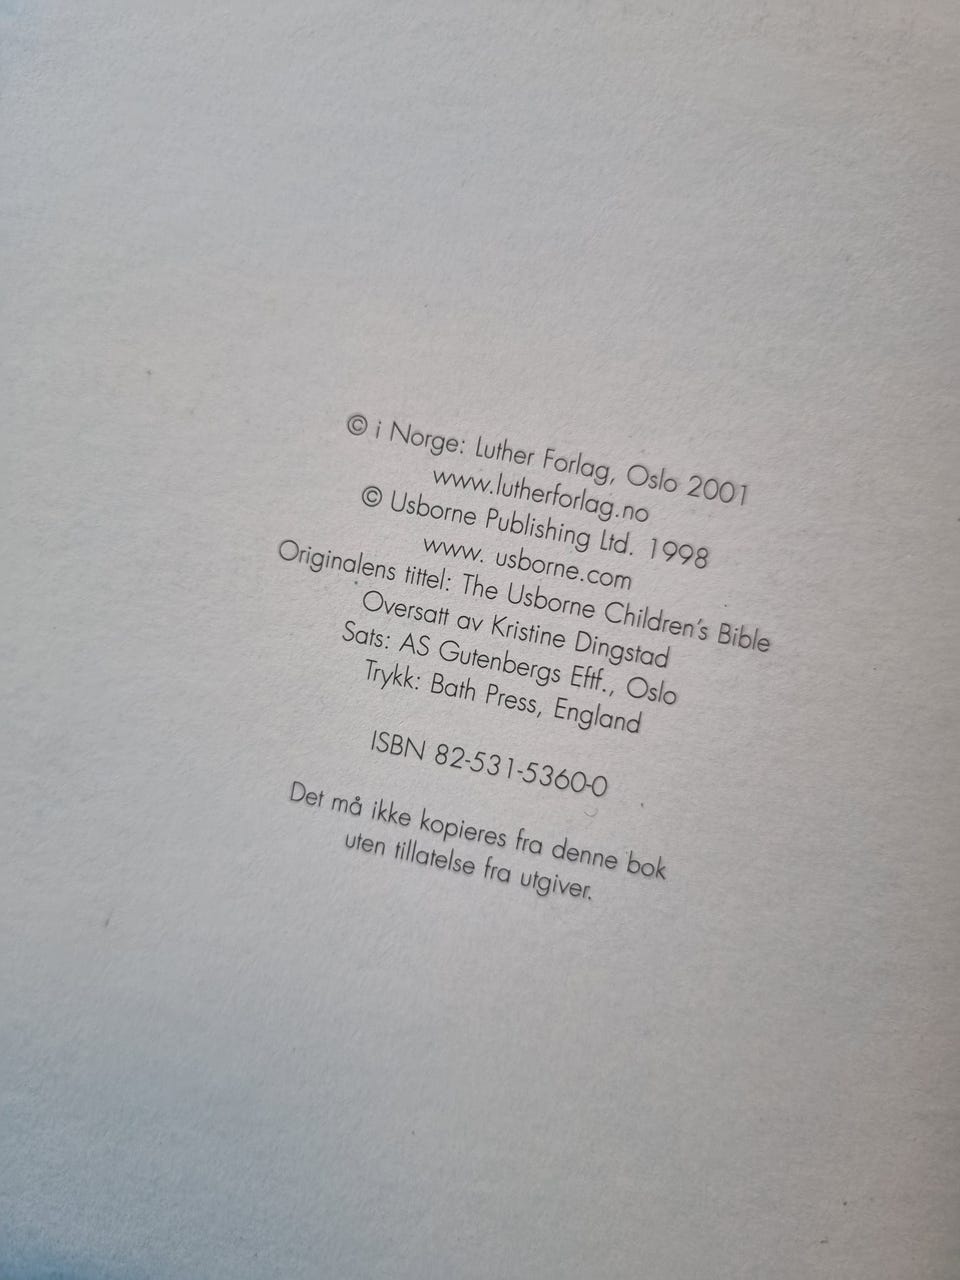 © i Norge: Luther Forlag, Oslo 2001
www.lutherforlag.no
© Usborne Publishing Ltd. 1998
www. usborne.com
Originalens tittel: The Usborne Children's Bible
Oversatt av Kristine Dingstad
Sats: AS Gutenbergs Eftf., Oslo
Trykk: Bath Press, England
ISBN 82-531-5360-0
Det må ikke kopieres fra denne bok
uten tillatelse fra utgiver.